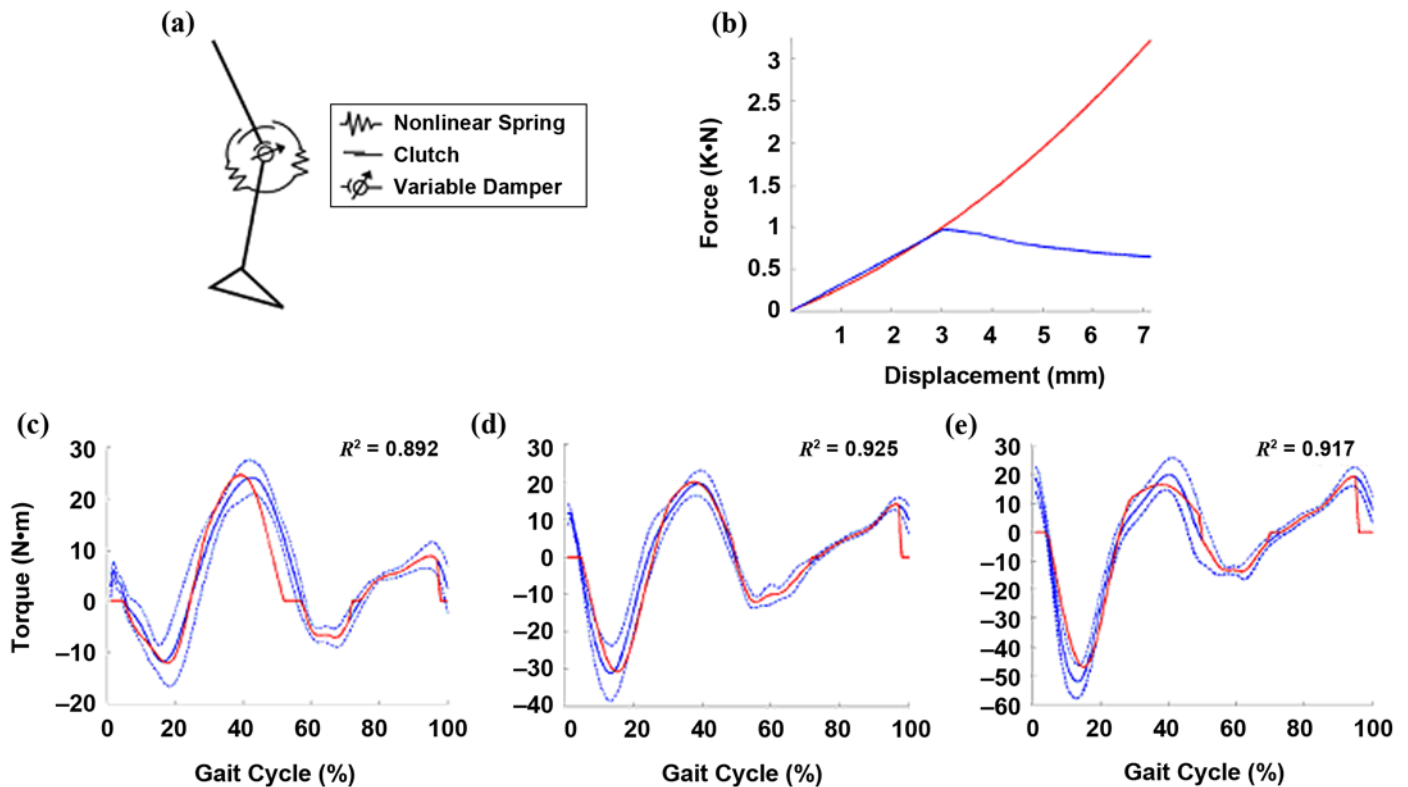 (a)
Nonlinear Spring
Clutch
Variable Damper
(b)
Force (K•N)
3
2.5
2
1.5
1
0.5
0
1 2 3 4 5 6 7
Displacement (mm)
(c)
R² = 0.892
Torque (N•m)
30
20
10
0
–10
–20
0 20 40 60 80 100
Gait Cycle (%)
(d)
R² = 0.925
30
20
10
0
–10
–20
–30
–40
0 20 40 60 80 100
Gait Cycle (%)
(e)
R² = 0.917
30
20
10
0
–10
–20
–30
–40
–50
–60
0 20 40 60 80 100
Gait Cycle (%)